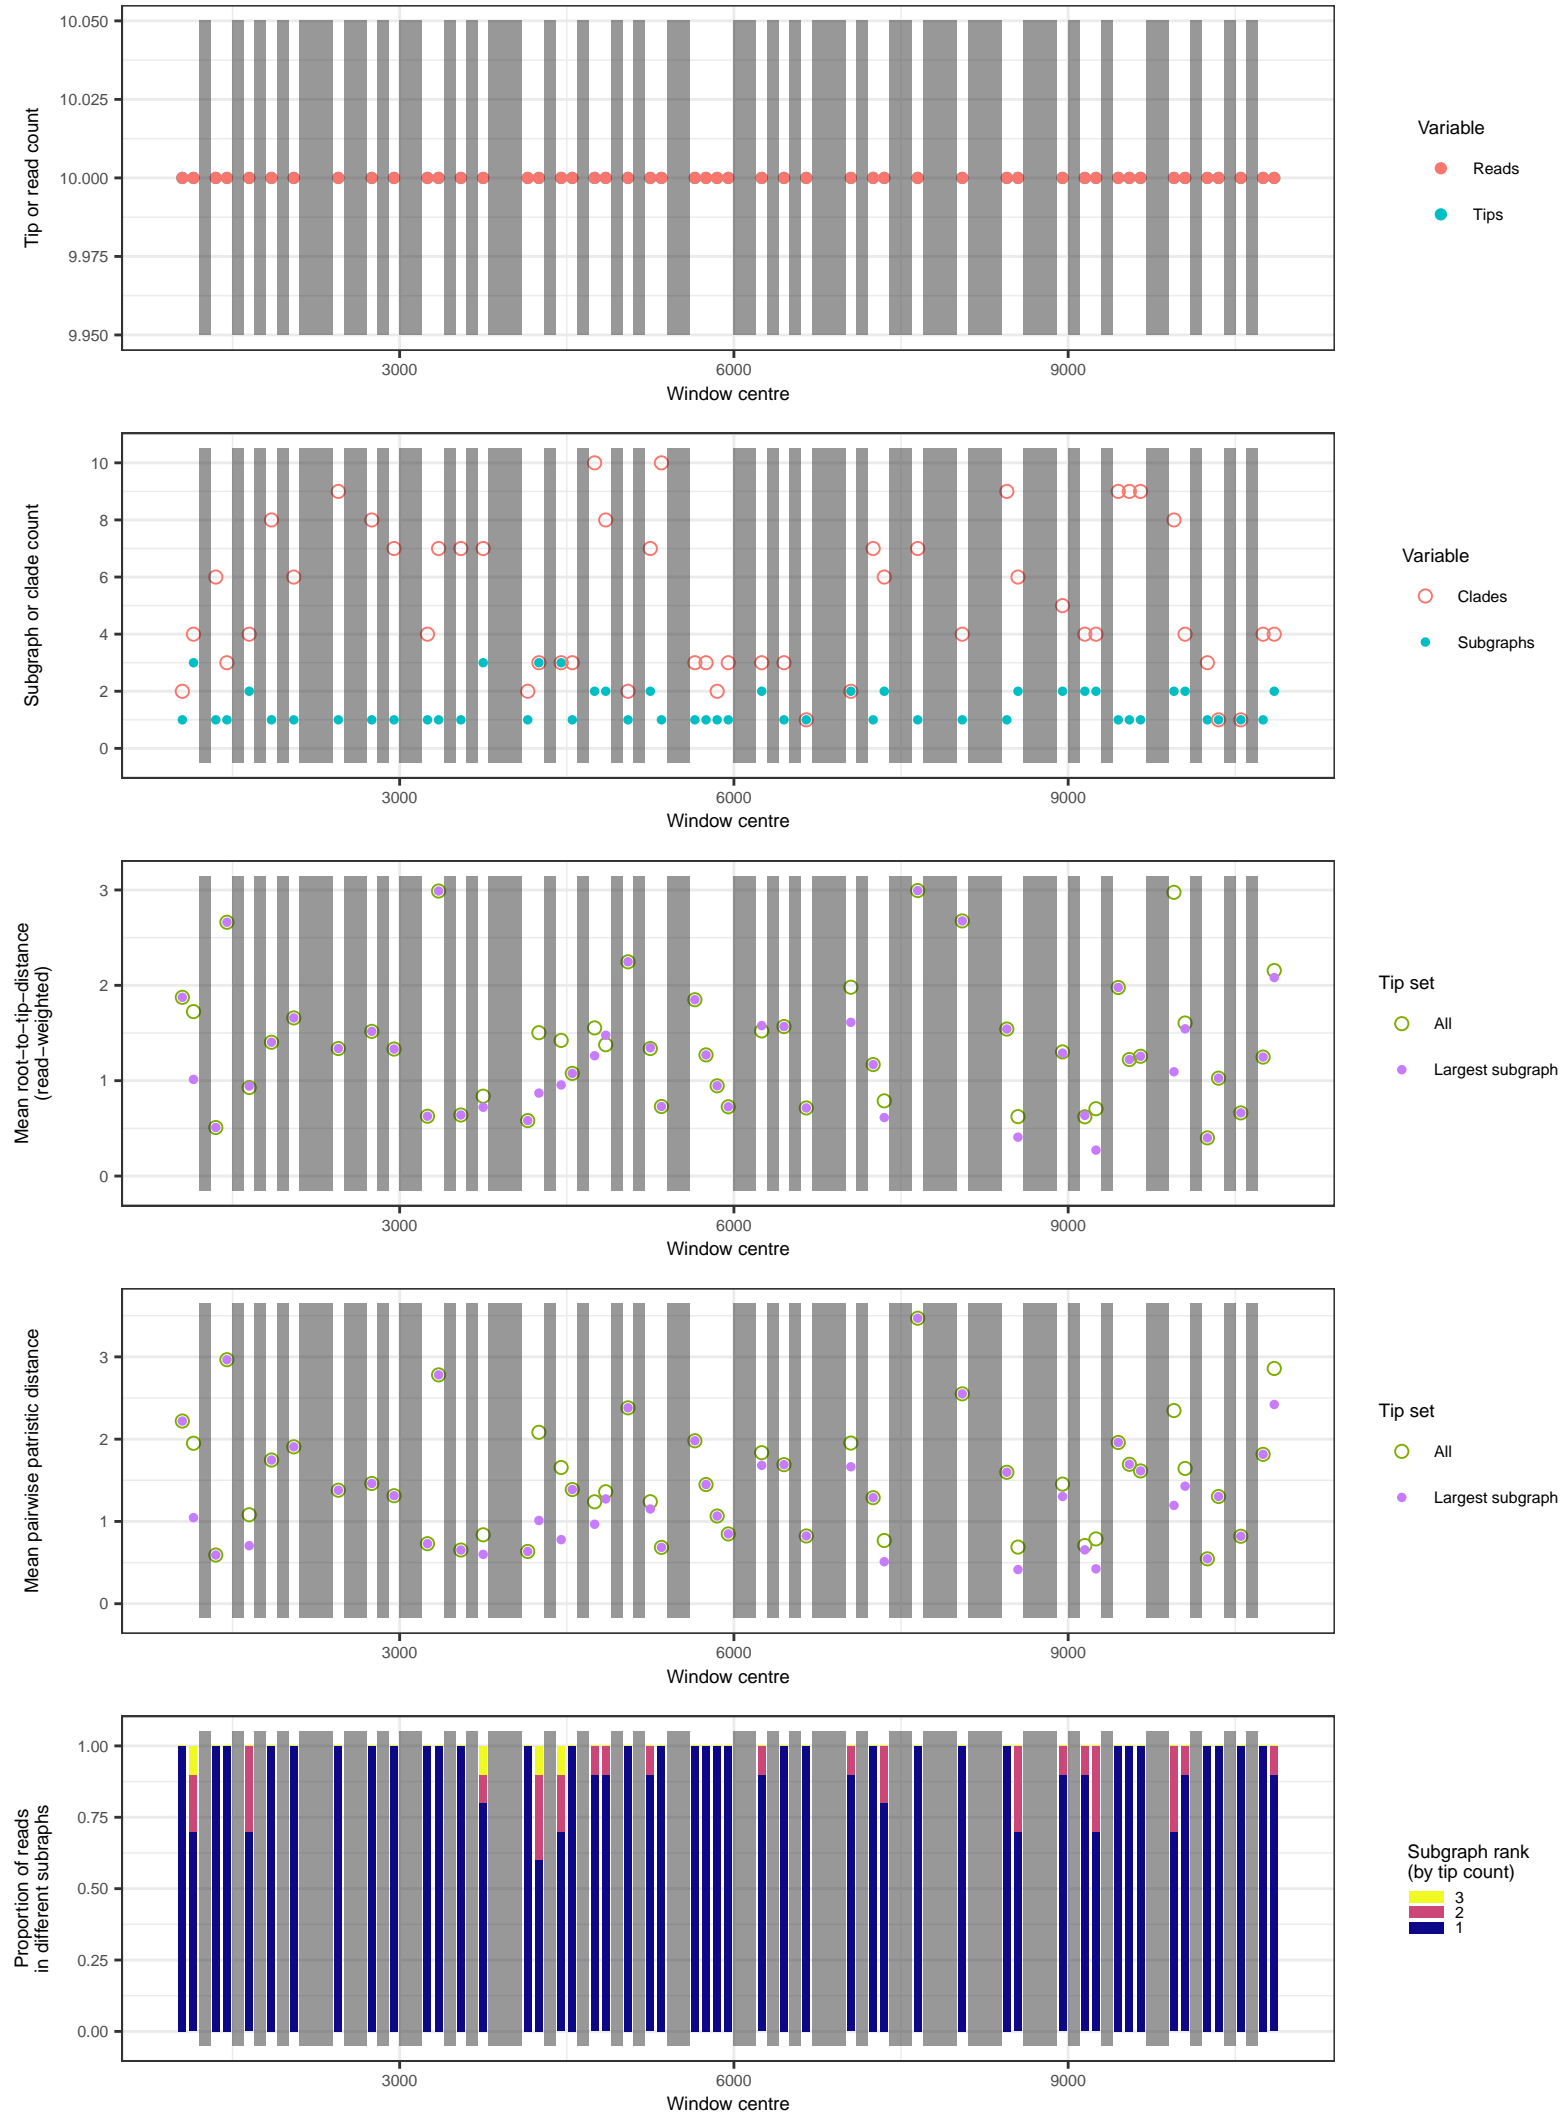 10.050
10.025
10.000
9.975
9.950
Tip or read count
3000
6000
9000
Window centre
Variable
Reads
Tips
10
8
6
4
2
0
Subgraph or clade count
3000
6000
9000
Window centre
Variable
Clades
Subgraphs
3
2
1
0
Mean root−to−tip−distance
(read−weighted)
3000
6000
9000
Window centre
Tip set
All
Largest subgraph
3
2
1
0
Mean pairwise patristic distance
3000
6000
9000
Window centre
Tip set
All
Largest subgraph
1.00
0.75
0.50
0.25
0.00
Proportion of reads
in different subraphs
3000
6000
9000
Window centre
Subgraph rank
(by tip count)
3
2
1